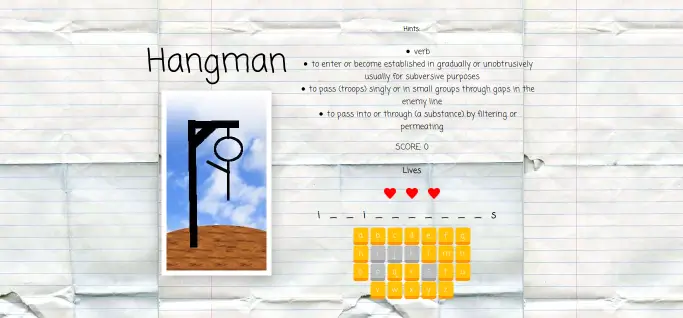 Hints:
Hangman
verb
to enter or become established in gradually or unobtrusively
usually for subversive purposes
to pass (troops) singly or in small groups through gaps in the
enemy line
to pass into or through (a substance) by filtering or
permeating
SCORE: 0
Lives
I _ _ I _ _ _ _ _ _ _ s